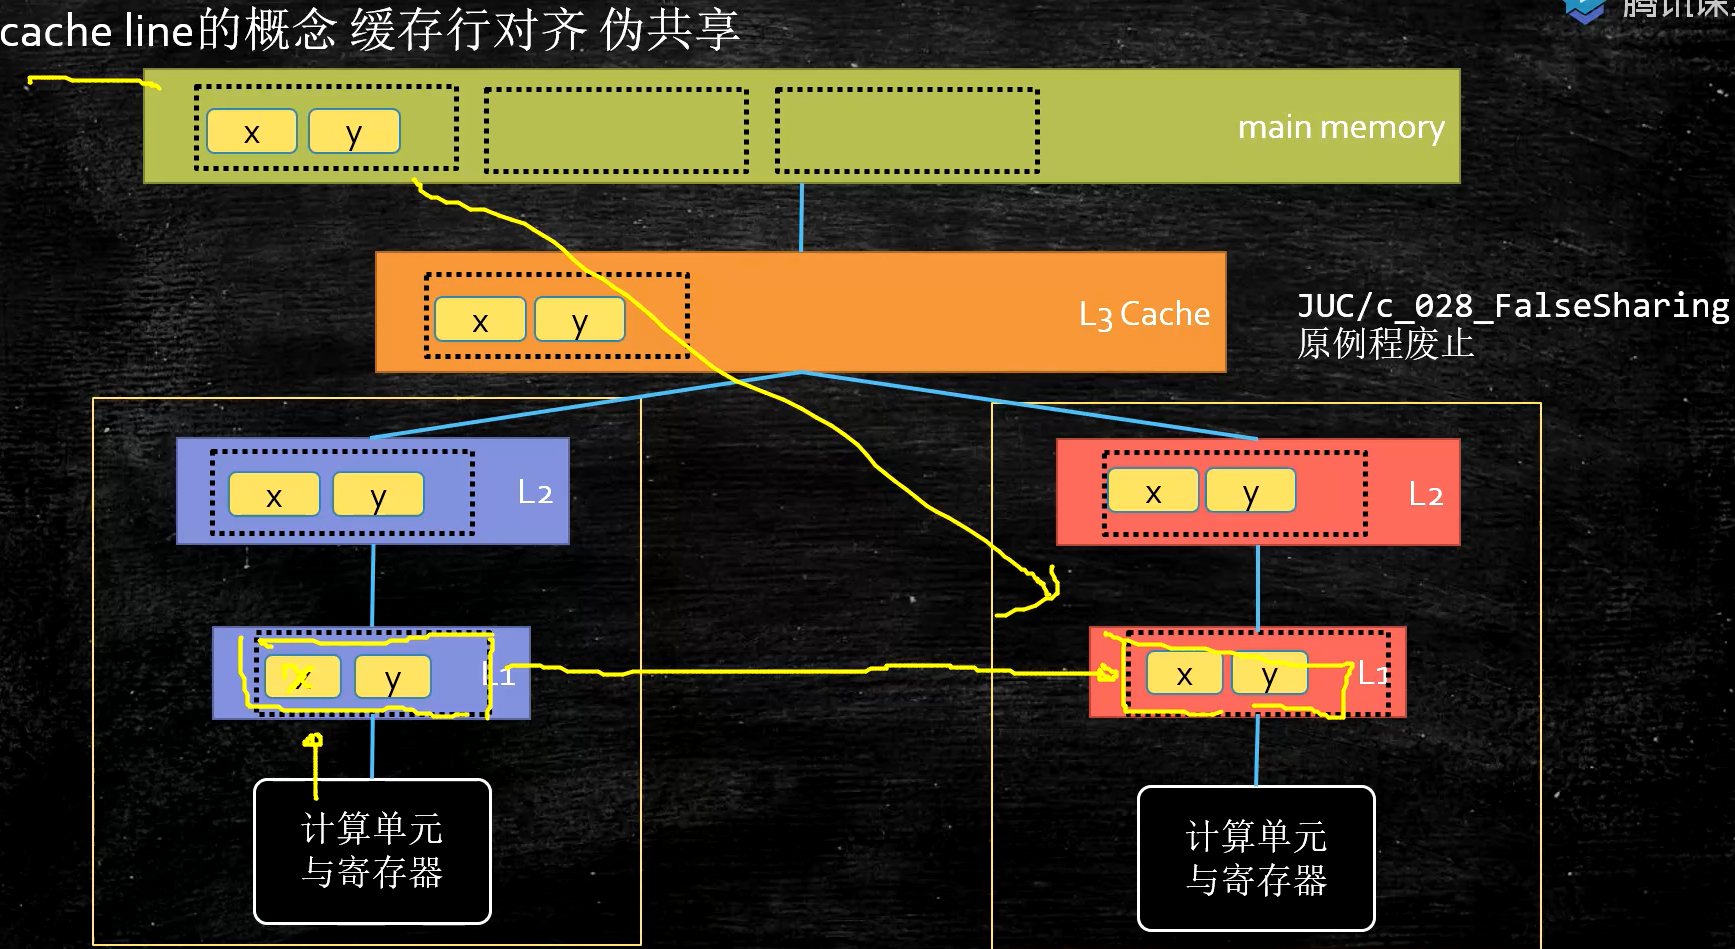 cache line的概念 缓存行对齐 伪共享
腾讯课
x y main memory
x y L3 Cache
JUC/c_028_FalseSharing
原例程废止
x y L2
x y L2
x y L1
x y L1
计算单元
与寄存器
计算单元
与寄存器